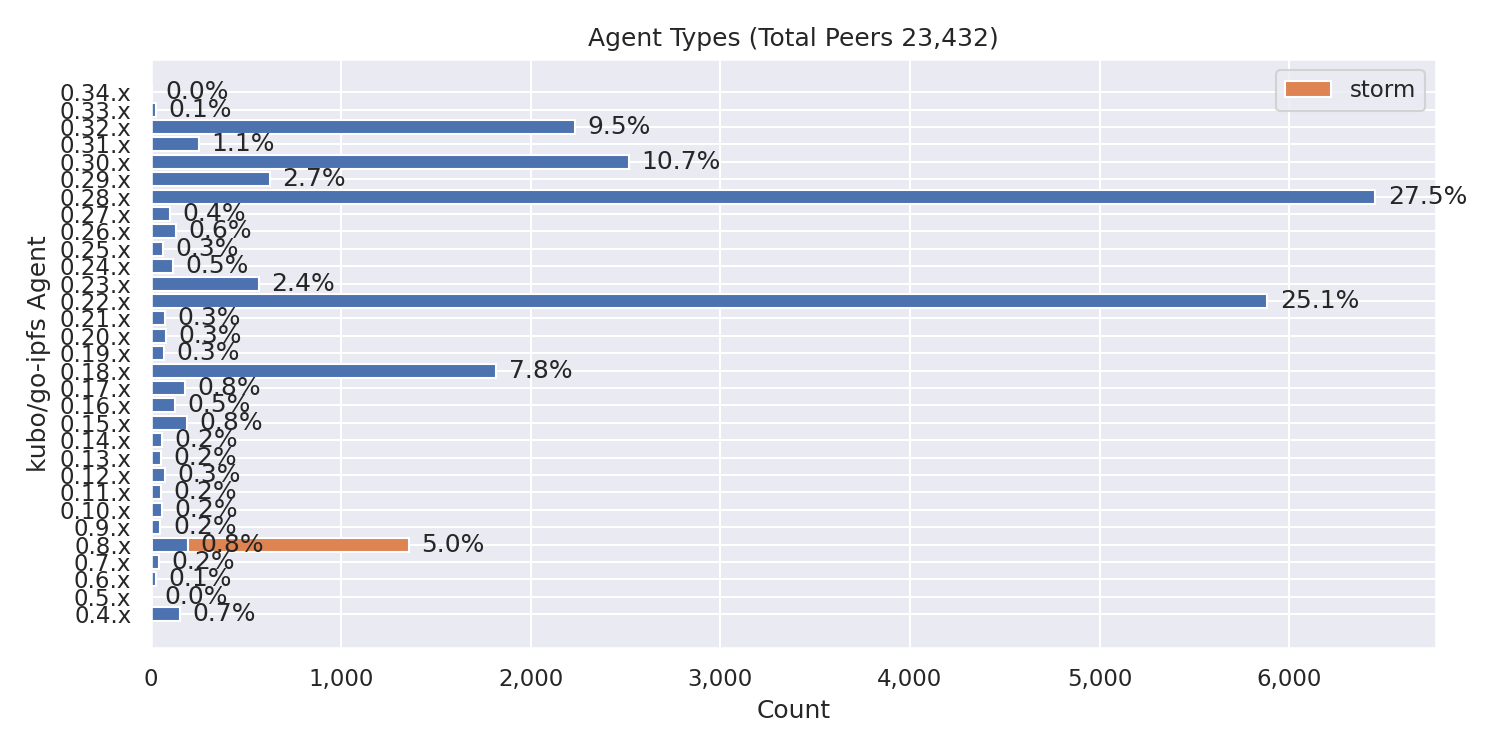 Agent Types (Total Peers 23,432)
storm
kubo/go-ipfs Agent
0.34.x 0.0%
0.33.x 0.1%
0.32.x 9.5%
0.31.x 1.1%
0.30.x 10.7%
0.29.x 2.7%
0.28.x 27.5%
0.27.x 0.4%
0.26.x 0.6%
0.25.x 0.3%
0.24.x 0.5%
0.23.x 2.4%
0.22.x 25.1%
0.21.x 0.3%
0.20.x 0.3%
0.19.x 0.3%
0.18.x 7.8%
0.17.x 0.8%
0.16.x 0.5%
0.15.x 0.8%
0.14.x 0.2%
0.13.x 0.2%
0.12.x 0.3%
0.11.x 0.2%
0.10.x 0.2%
0.9.x 0.2%
0.8.x 0.8% 5.0%
0.7.x 0.2%
0.6.x 0.1%
0.5.x 0.0%
0.4.x 0.7%
0 1,000 2,000 3,000 4,000 5,000 6,000
Count